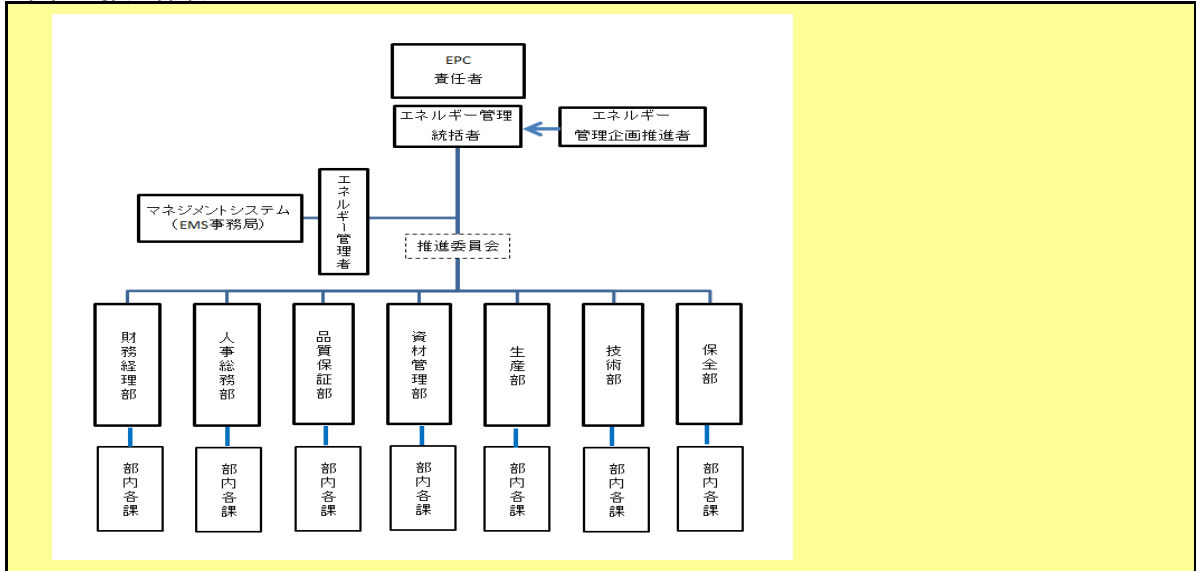 EPC
責任者
エネルギー管理
統括者
エネルギー
管理企画推進者
エネルギー管理者
マネジメントシステム
（EMS事務局）
推進委員会
財務経理部
人事総務部
品質保証部
資材管理部
生産部
技術部
保全部
部内各課
部内各課
部内各課
部内各課
部内各課
部内各課
部内各課